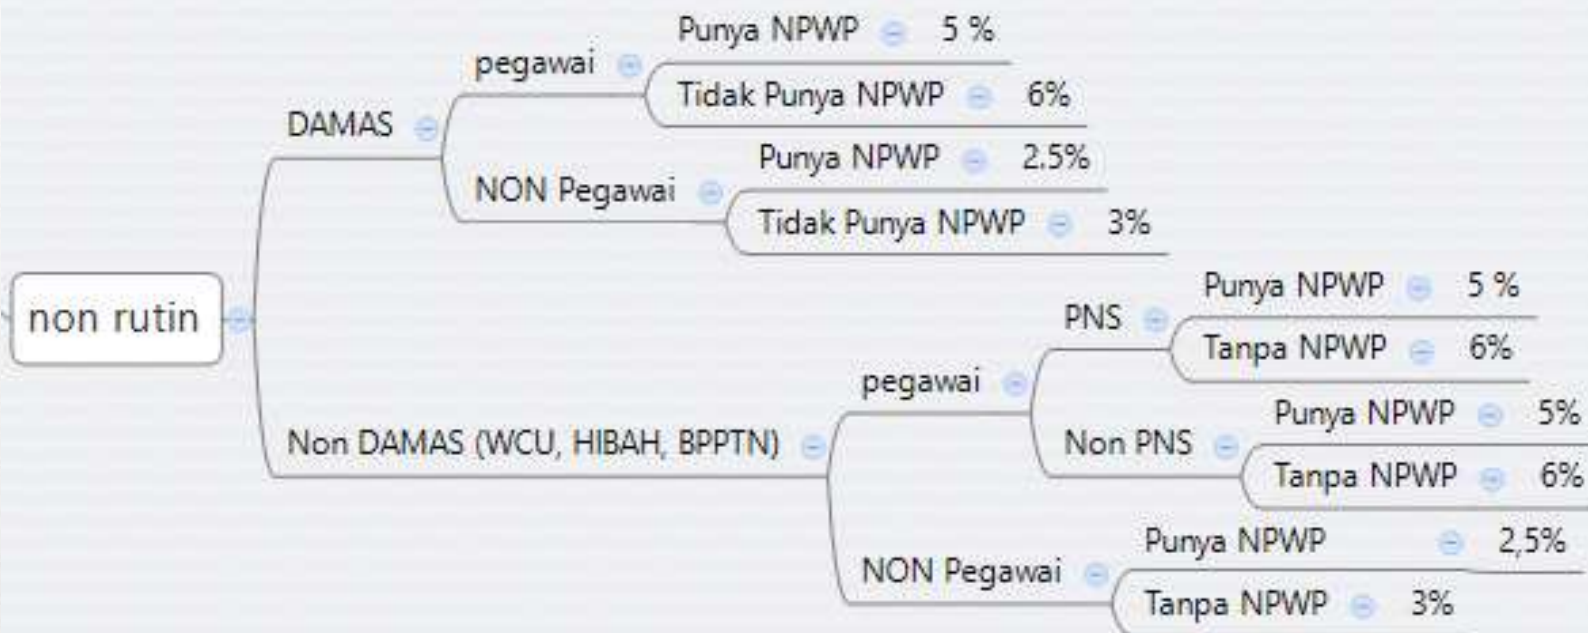 Punya NPWP 5 %
pegawai
Tidak Punya NPWP 6%
DAMAS
Punya NPWP 2.5%
NON Pegawai
Tidak Punya NPWP 3%
non rutin
Punya NPWP 5 %
PNS
Tanpa NPWP 6%
pegawai
Punya NPWP 5%
Non PNS
Tanpa NPWP 6%
Non DAMAS (WCU, HIBAH, BPPTN)
Punya NPWP 2,5%
NON Pegawai
Tanpa NPWP 3%